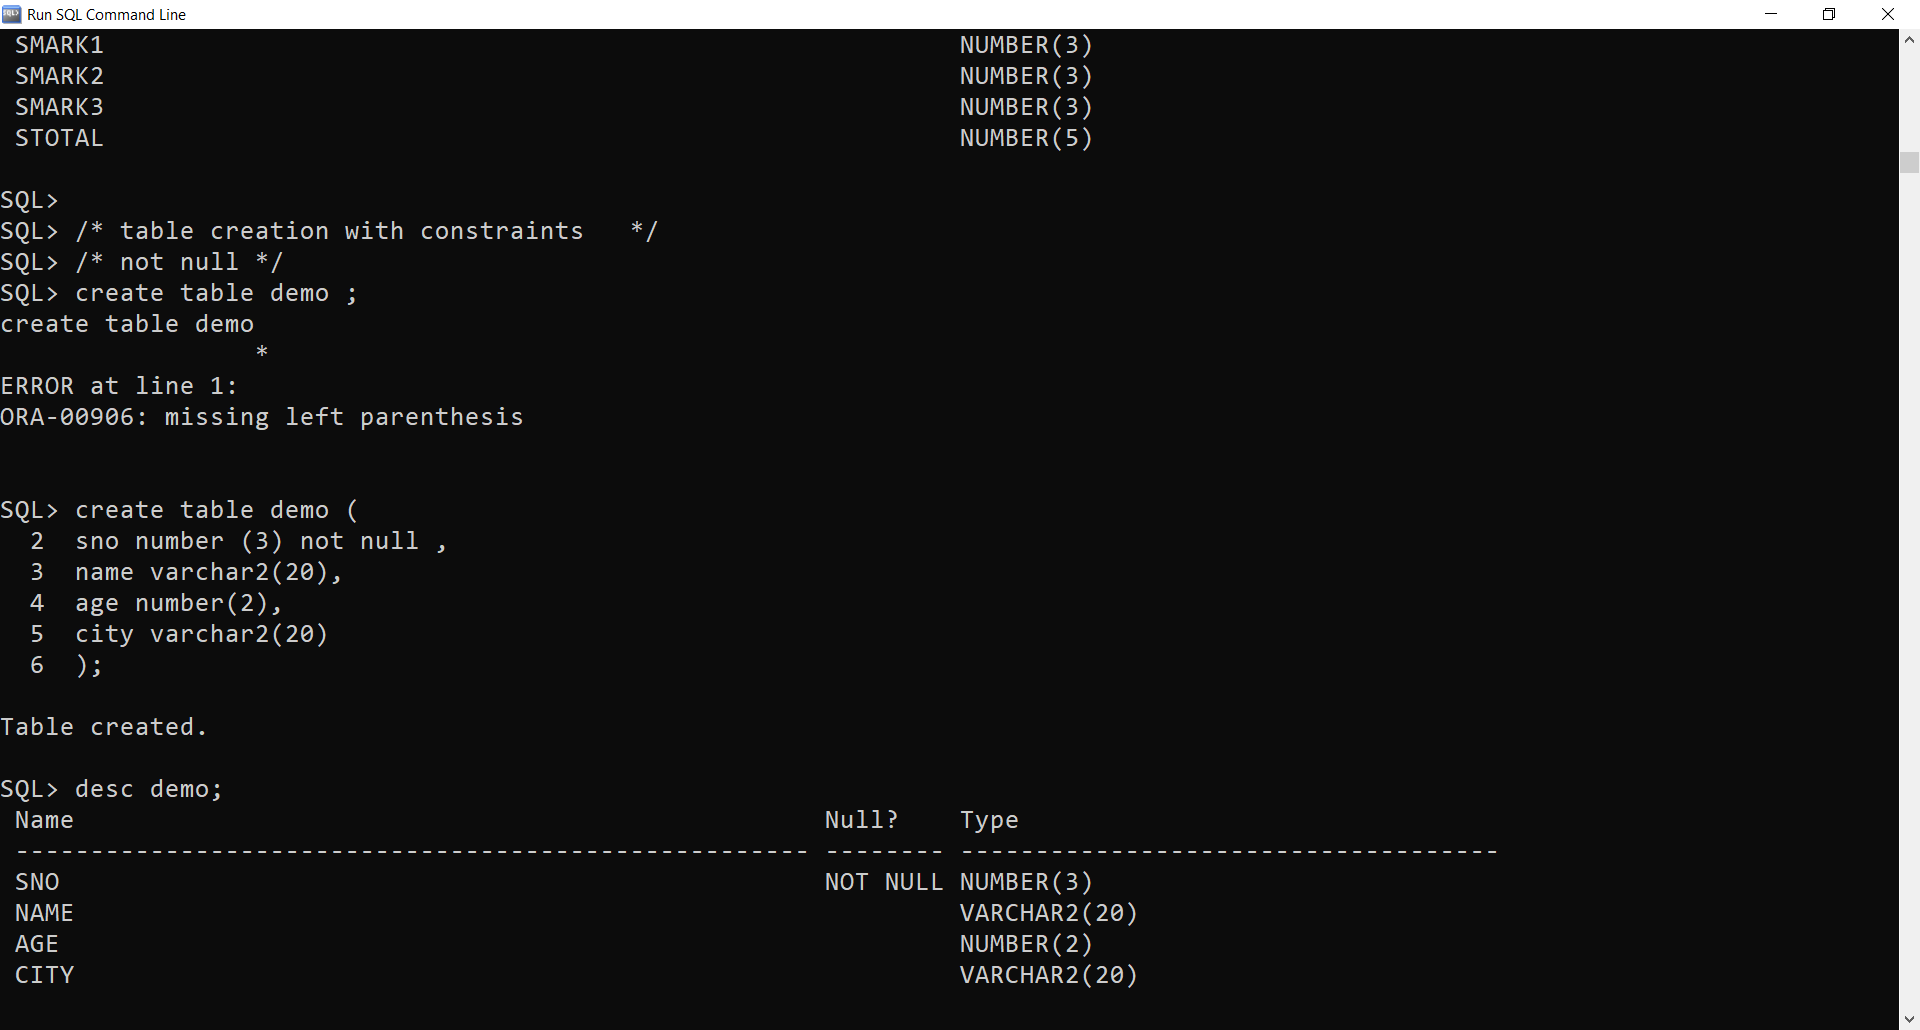 Run SQL Command Line
SMARK1 NUMBER(3)
SMARK2 NUMBER(3)
SMARK3 NUMBER(3)
STOTAL NUMBER(5)
SQL>
SQL> /* table creation with constraints   */
SQL> /* not null */
SQL> create table demo ;
create table demo
*
ERROR at line 1:
ORA-00906: missing left parenthesis
SQL> create table demo (
2  sno number (3) not null ,
3  name varchar2(20),
4  age number(2),
5  city varchar2(20)
6  );
Table created.
SQL> desc demo;
Name Null? Type
----------------------------------------------------- -------- ------------------------------------
SNO NOT NULL NUMBER(3)
NAME VARCHAR2(20)
AGE NUMBER(2)
CITY VARCHAR2(20)